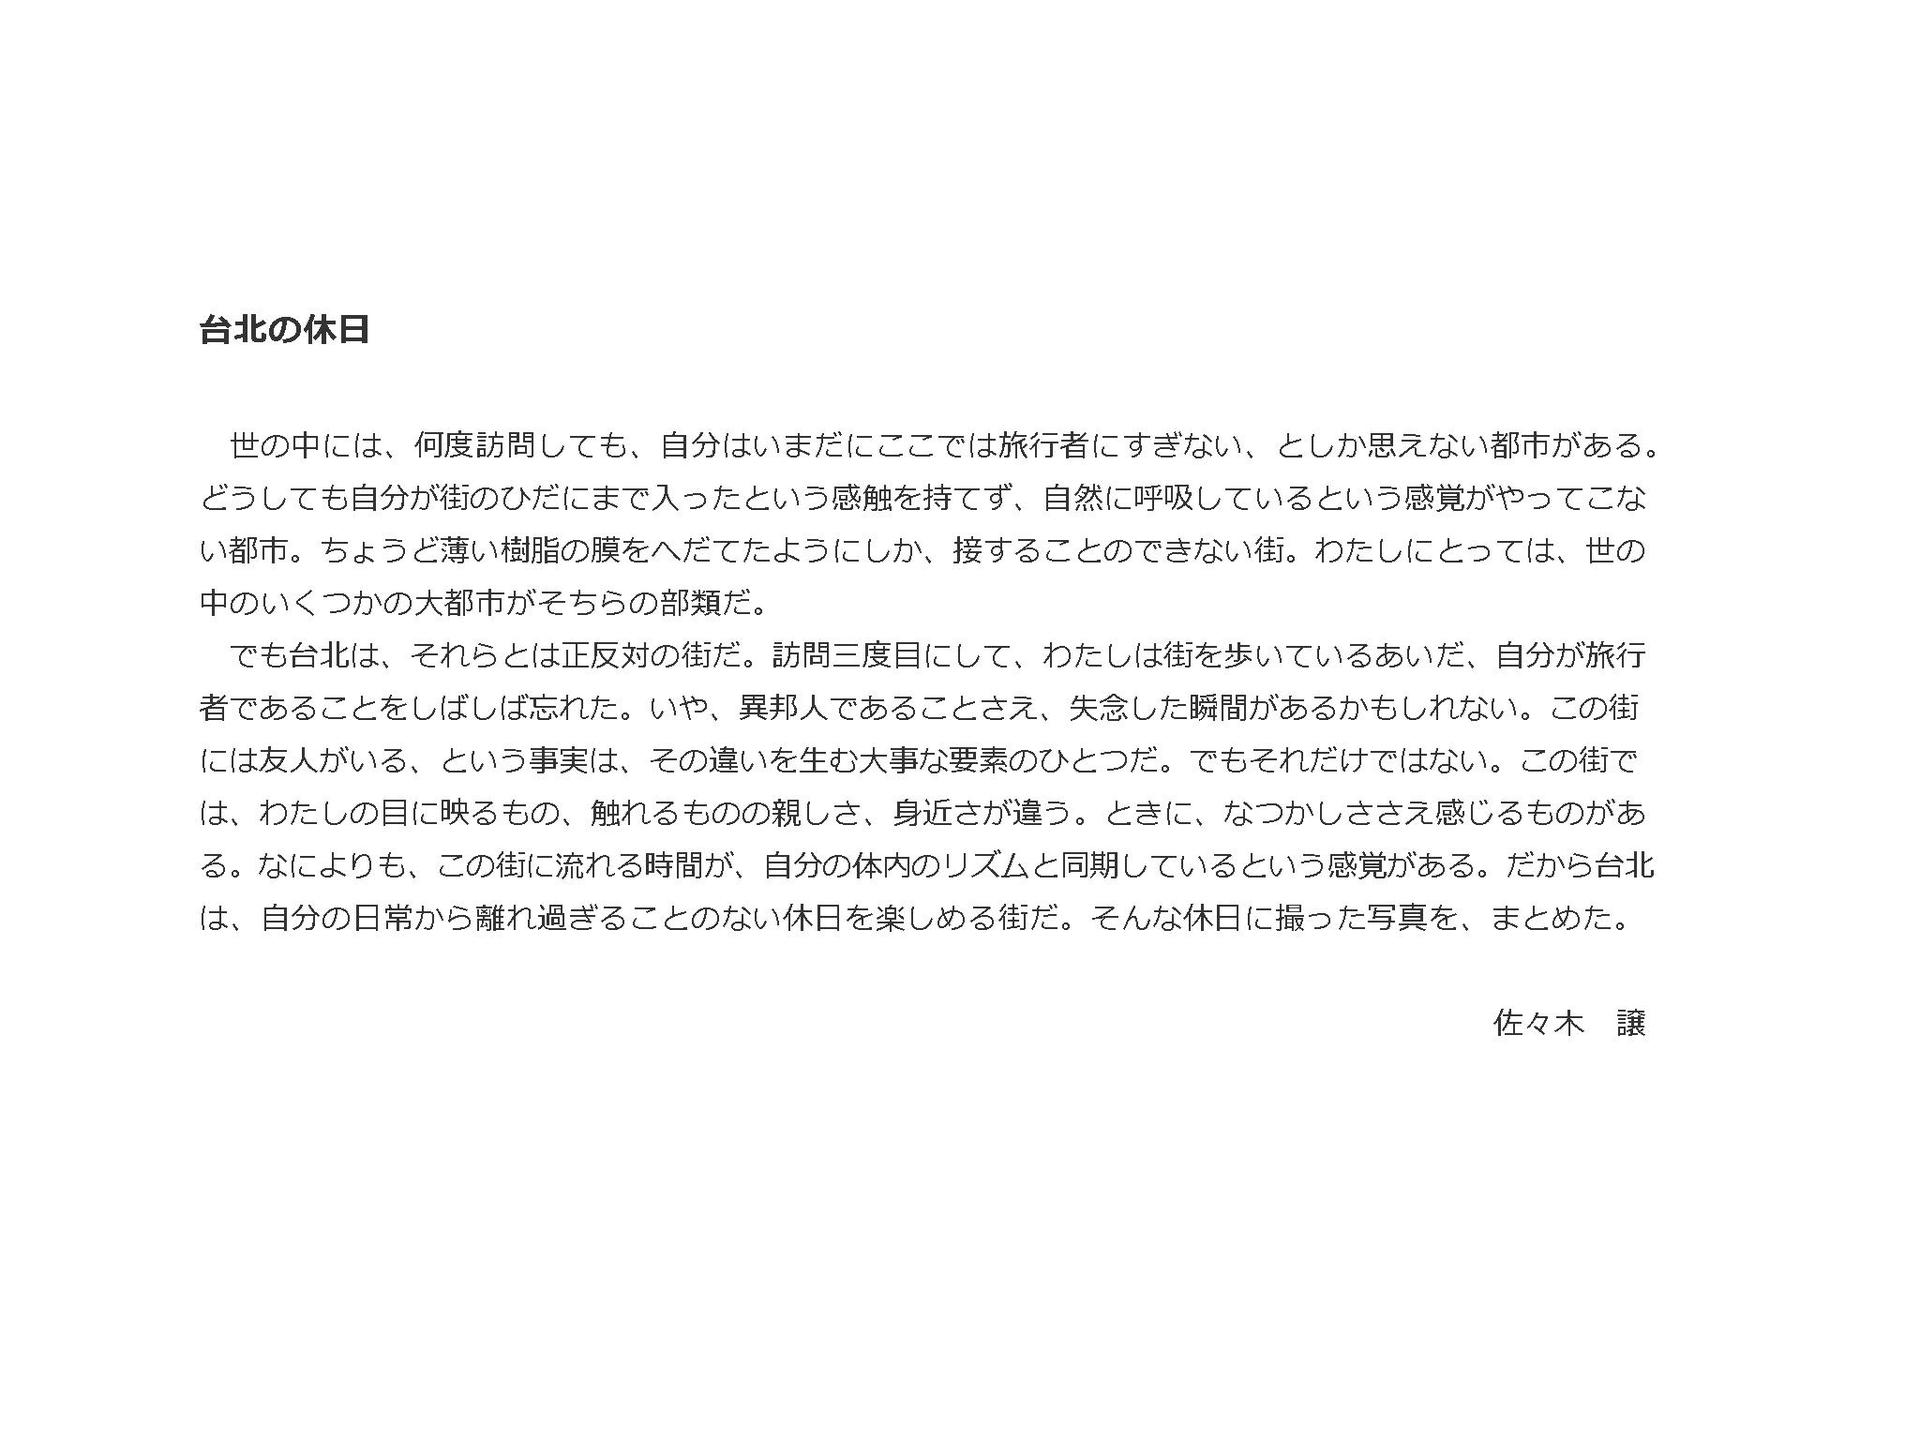 台北の休日
　世の中には、何度訪問しても、自分はいまだにここでは旅行者にすぎない、としか思えない都市がある。
どうしても自分が街のひだにまで入ったという感触を持てず、自然に呼吸しているという感覚がやってこな
い都市。ちょうど薄い樹脂の膜をへだてたようにしか、接することのできない街。わたしにとっては、世の
中のいくつかの大都市がそちらの部類だ。
　でも台北は、それらとは正反対の街だ。訪問三度目にして、わたしは街を歩いているあいだ、自分が旅行
者であることをしばしば忘れた。いや、異邦人であることさえ、失念した瞬間があるかもしれない。この街
には友人がいる、という事実は、その違いを生む大事な要素のひとつだ。でもそれだけではない。この街で
は、わたしの目に映るもの、触れるものの親しさ、身近さが違う。ときに、なつかしささえ感じるものがあ
る。なによりも、この街に流れる時間が、自分の体内のリズムと同期しているという感覚がある。だから台北
は、自分の日常から離れ過ぎることのない休日を楽しめる街だ。そんな休日に撮った写真を、まとめた。
佐々木　譲